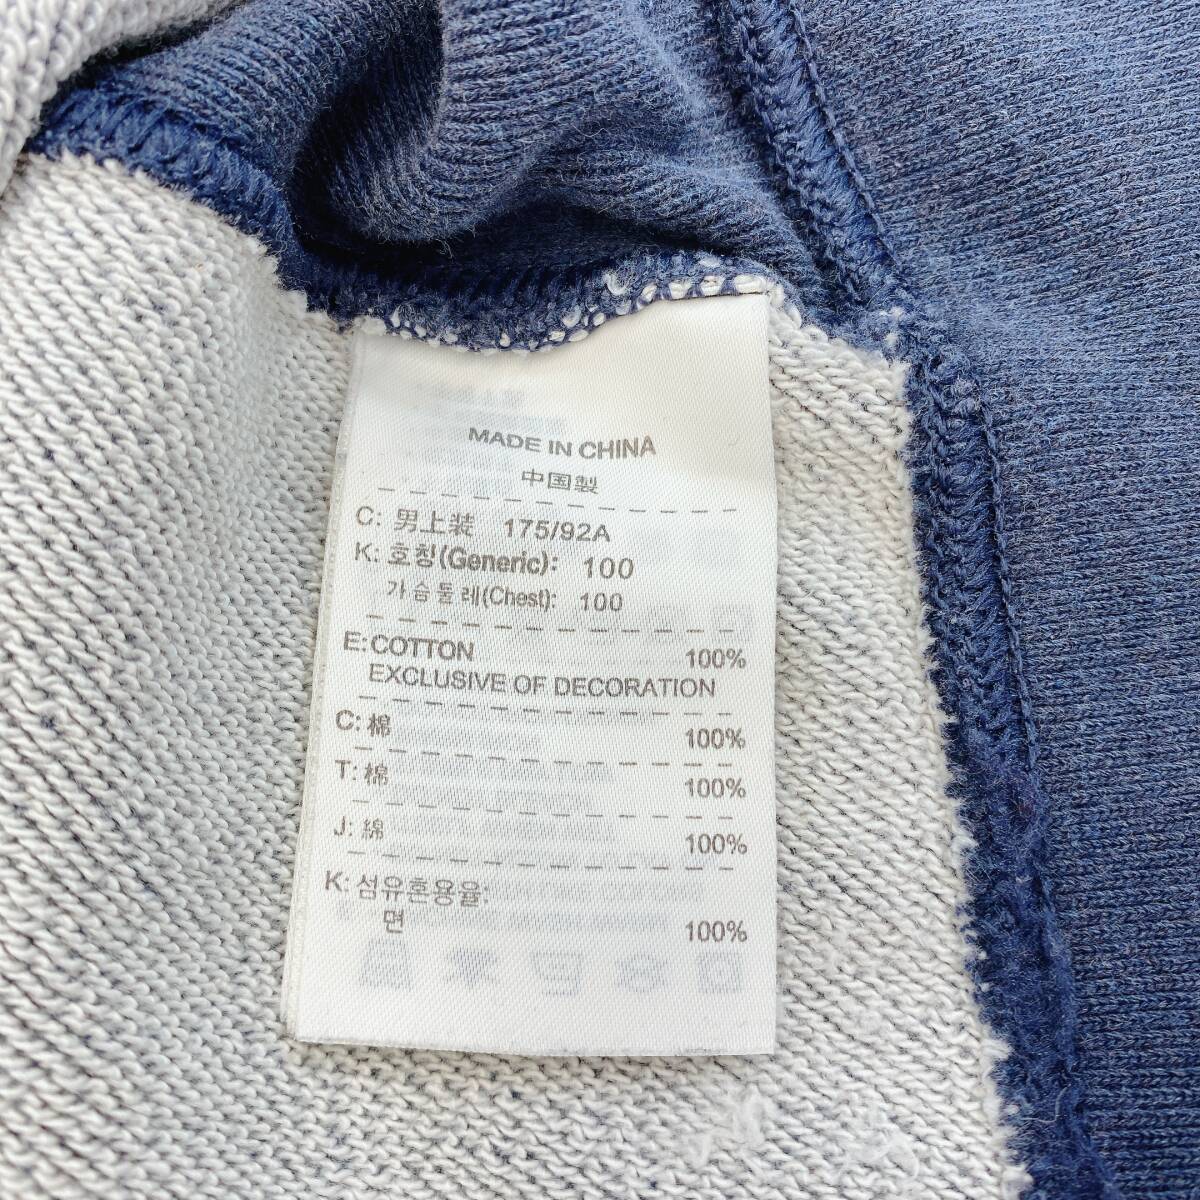 MADE IN CHINA
中国製
C: 男上装 175/92A
K: 호칭(Generic): 100
가슴둘레(Chest): 100
E: COTTON 100%
EXCLUSIVE OF DECORATION
C: 棉 100%
T: 棉 100%
J: 綿 100%
K: 섬유혼용율:
면 100%